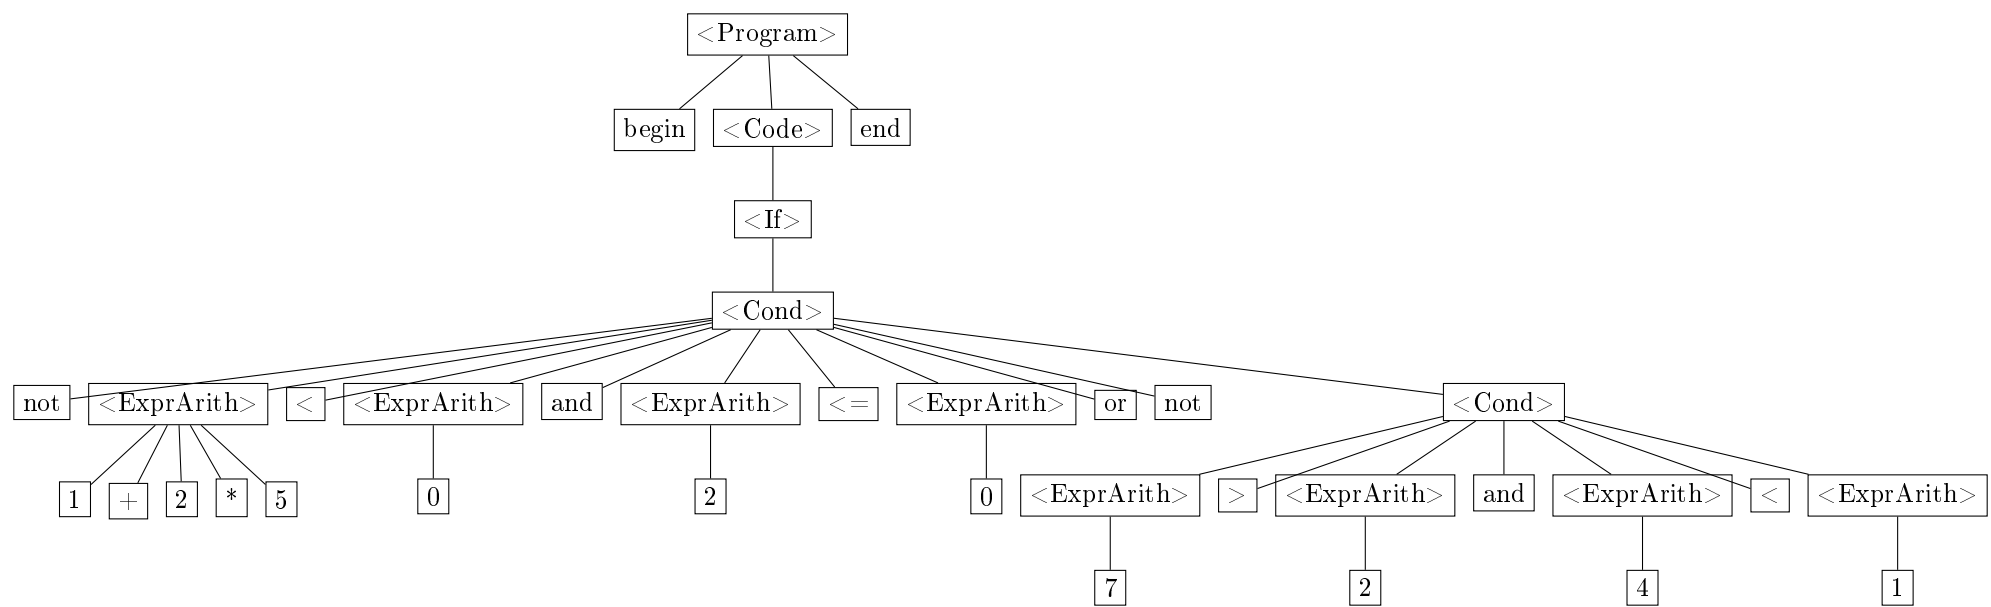 <Program>
begin <Code> end
<If>
<Cond>
not <ExprArith> < <ExprArith> and <ExprArith> <= <ExprArith> or not <Cond>
1 + 2 * 5 0 2 0 <ExprArith> > <ExprArith> and <ExprArith> < <ExprArith>
7 2 4 1